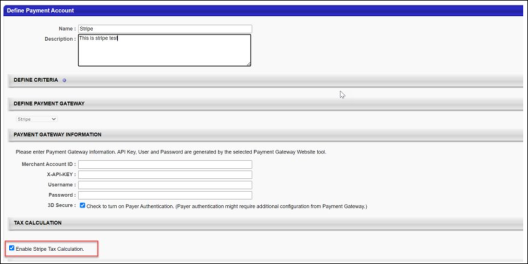 Define Payment Account
Name : Stripe
Description : This is stripe test
DEFINE CRITERIA
DEFINE PAYMENT GATEWAY
Stripe
PAYMENT GATEWAY INFORMATION
Please enter Payment Gateway information. API Key, User and Password are generated by the selected Payment Gateway Website tool.
Merchant Account ID :
X-API-KEY :
Username :
Password :
3D Secure : Check to turn on Payer Authentication. (Payer authentication might require additional configuration from Payment Gateway.)
TAX CALCULATION
Enable Stripe Tax Calculation.